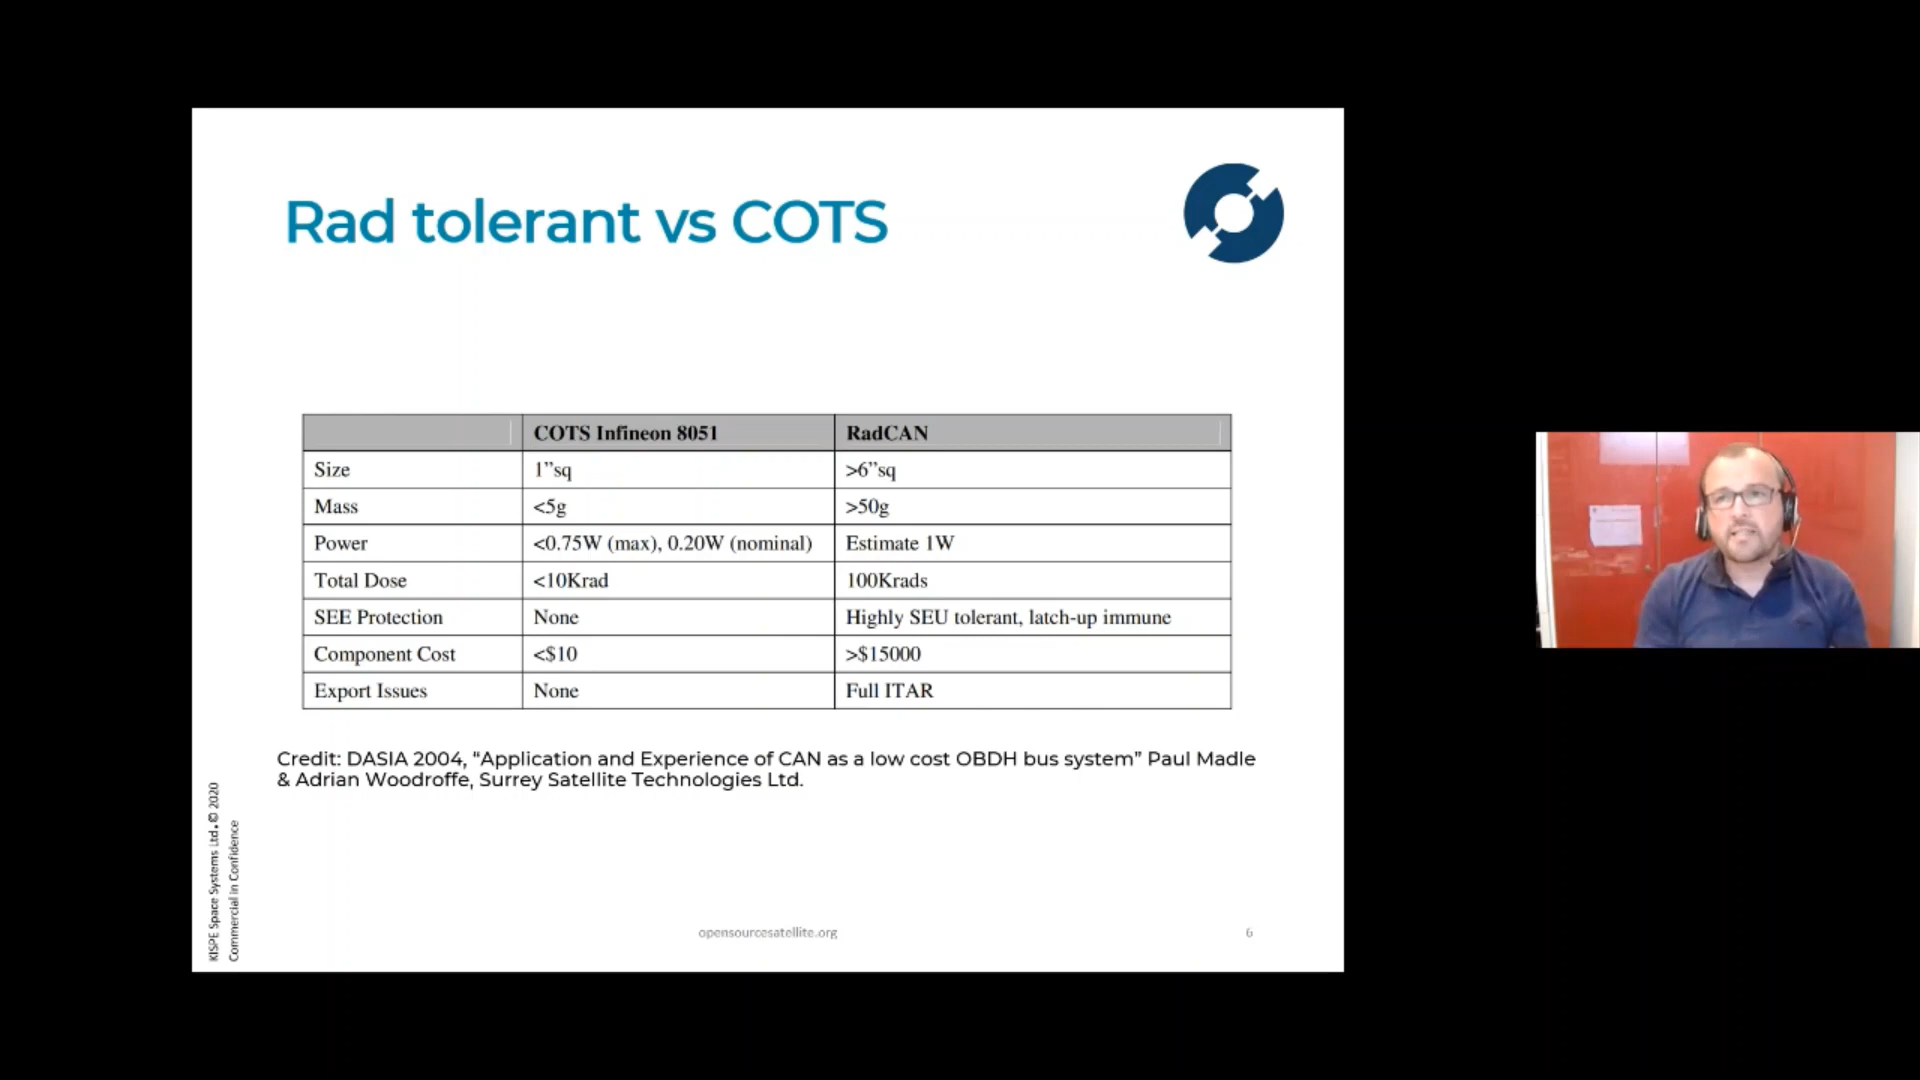 Rad tolerant vs COTS
COTS Infineon 8051 RadCAN
Size 1”sq >6”sq
Mass <5g >50g
Power <0.75W (max), 0.20W (nominal) Estimate 1W
Total Dose <10Krad 100Krads
SEE Protection None Highly SEU tolerant, latch-up immune
Component Cost <$10 >$15000
Export Issues None Full ITAR
Credit: DASIA 2004, “Application and Experience of CAN as a low cost OBDH bus system” Paul Madle
& Adrian Woodroffe, Surrey Satellite Technologies Ltd.
KISPE Space Systems Ltd. © 2020
Commercial in Confidence
opensourcesatellite.org 6